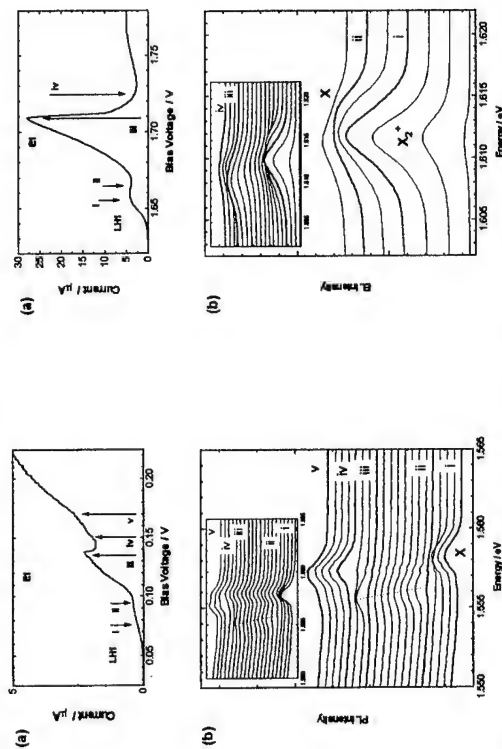 (a)
5
E1
Current / µA
LH1
i
ii
iii
iv
v
0
0.05
0.10
0.15
0.20
Bias Voltage / V
(b)
v
iv
iii
ii
i
PL Intensity
v
iv
iii
ii
i
X
1.550
1.555
1.560
1.565
Energy / eV
(a)
30
25
20
15
10
5
0
Current / µA
E1
iv
LH1
i
ii
iii
1.65
1.70
1.75
Bias Voltage / V
(b)
iv
iii
EL Intensity
X
ii
i
X₂⁺
1.605
1.610
1.615
1.620
Energy / eV